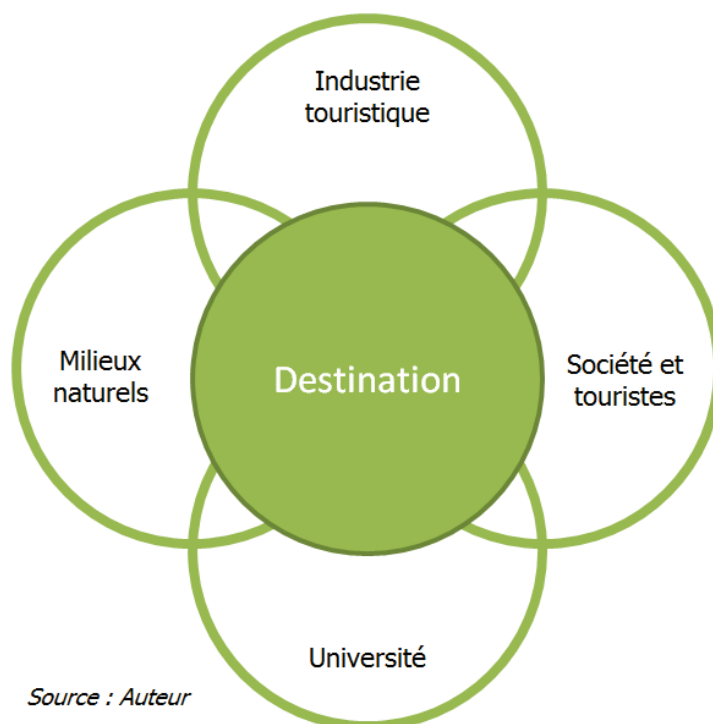 Industrie
touristique
Milieux
naturels
Destination
Société et
touristes
Université
Source : Auteur